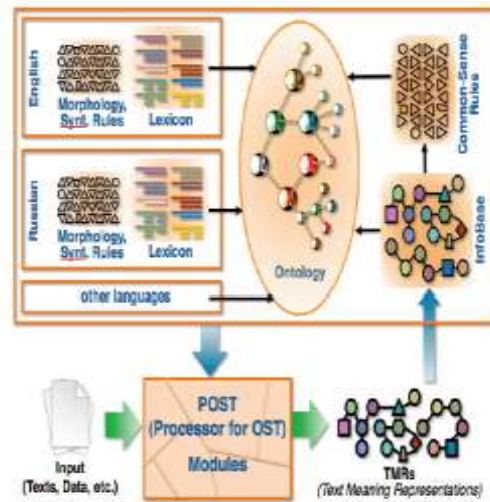 English
Morphology,
Synt. Rules
Lexicon
Russian
Morphology,
Synt. Rules
Lexicon
other languages
Ontology
Common-Sense
Rules
InfoBase
Input
(Texts, Data, etc.)
POST
(Processor for OST)
Modules
TMRs
(Text Meaning Representations)